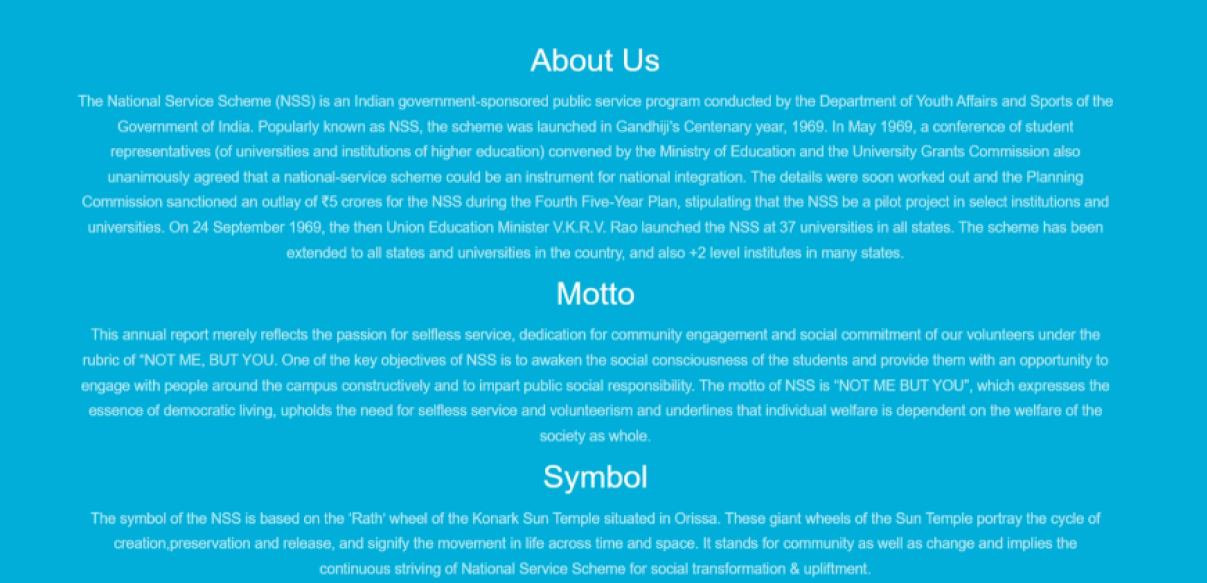 About Us
The National Service Scheme (NSS) is an Indian government-sponsored public service program conducted by the Department of Youth Affairs and Sports of the
Government of India. Popularly known as NSS, the scheme was launched in Gandhiji's Centenary year, 1969. In May 1969, a conference of student
representatives (of universities and institutions of higher education) convened by the Ministry of Education and the University Grants Commission also
unanimously agreed that a national-service scheme could be an instrument for national integration. The details were soon worked out and the Planning
Commission sanctioned an outlay of ₹5 crores for the NSS during the Fourth Five-Year Plan, stipulating that the NSS be a pilot project in select institutions and
universities. On 24 September 1969, the then Union Education Minister V.K.R.V. Rao launched the NSS at 37 universities in all states. The scheme has been
extended to all states and universities in the country, and also +2 level institutes in many states.
Motto
This annual report merely reflects the passion for selfless service, dedication for community engagement and social commitment of our volunteers under the
rubric of "NOT ME, BUT YOU. One of the key objectives of NSS is to awaken the social consciousness of the students and provide them with an opportunity to
engage with people around the campus constructively and to impart public social responsibility. The motto of NSS is "NOT ME BUT YOU", which expresses the
essence of democratic living, upholds the need for selfless service and volunteerism and underlines that individual welfare is dependent on the welfare of the
society as whole.
Symbol
The symbol of the NSS is based on the 'Rath' wheel of the Konark Sun Temple situated in Orissa. These giant wheels of the Sun Temple portray the cycle of
creation,preservation and release, and signify the movement in life across time and space. It stands for community as well as change and implies the
continuous striving of National Service Scheme for social transformation & upliftment.